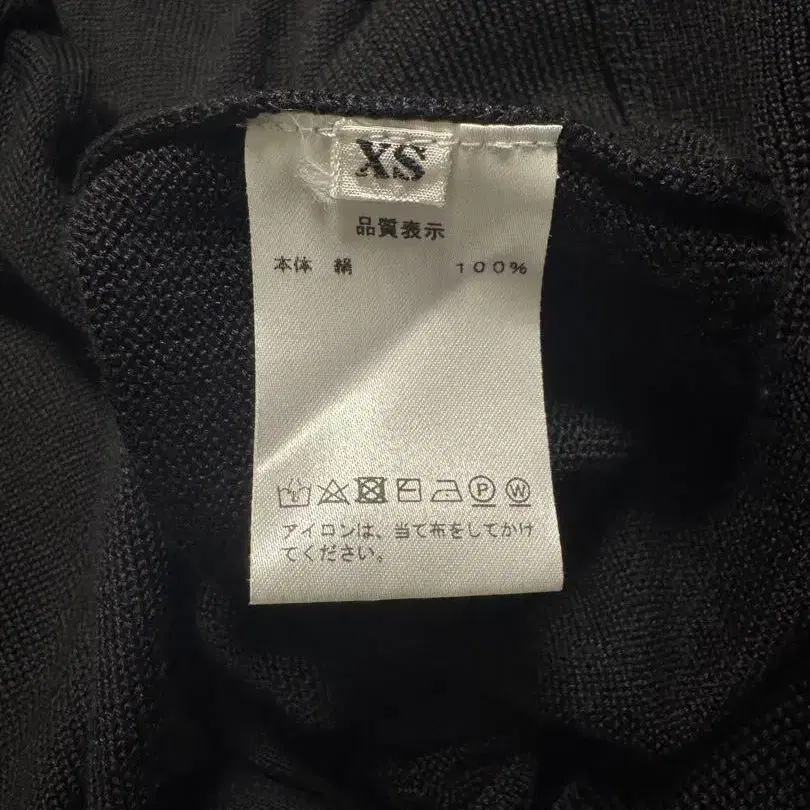 XS
品質表示
本体 絹 100%
P W
アイロンは、当て布をしてかけ
てください。